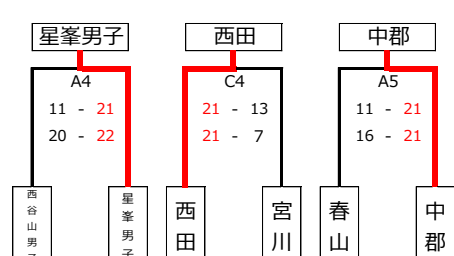 星峯男子
西田
中郡
A4
C4
A5
11 - 21
21 - 13
11 - 21
20 - 22
21 - 7
16 - 21
西谷山男子
星峯男子
西田
宮川
春山
中郡